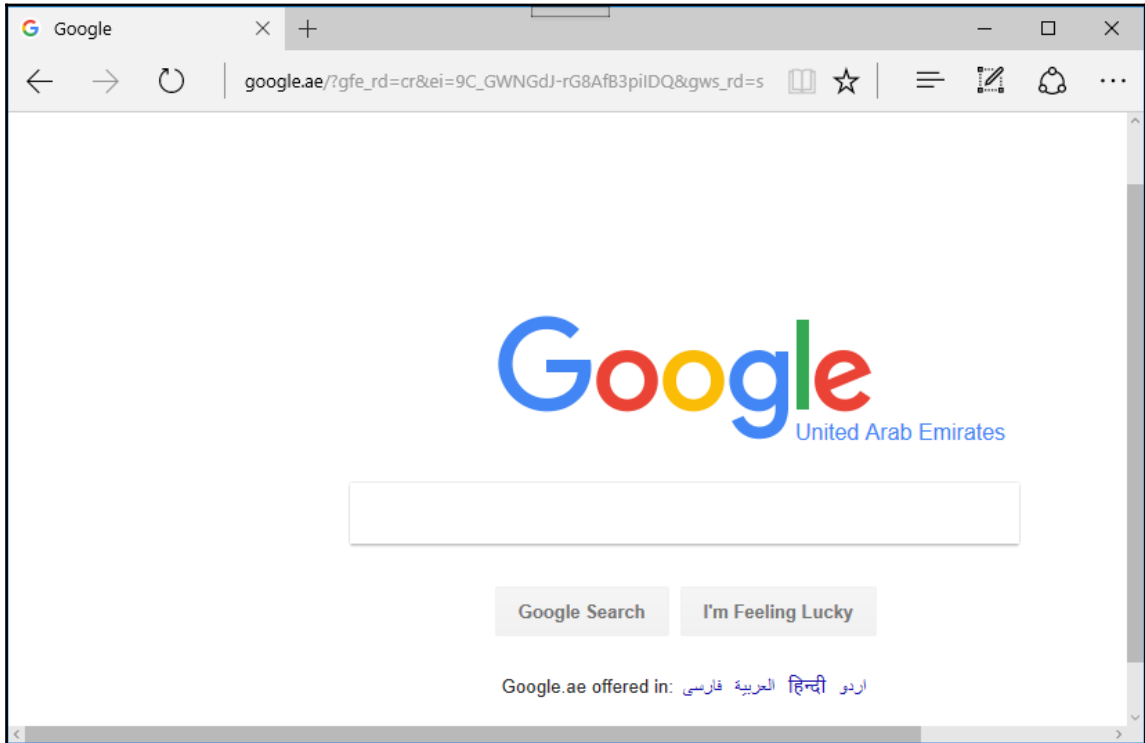 Google
google.ae/?gfe_rd=cr&ei=9C_GWNGdJ-rG8AfB3piIDQ&gws_rd=s
Google
United Arab Emirates
Google Search I'm Feeling Lucky
Google.ae offered in: العربية فارسی हिन्दी اردو